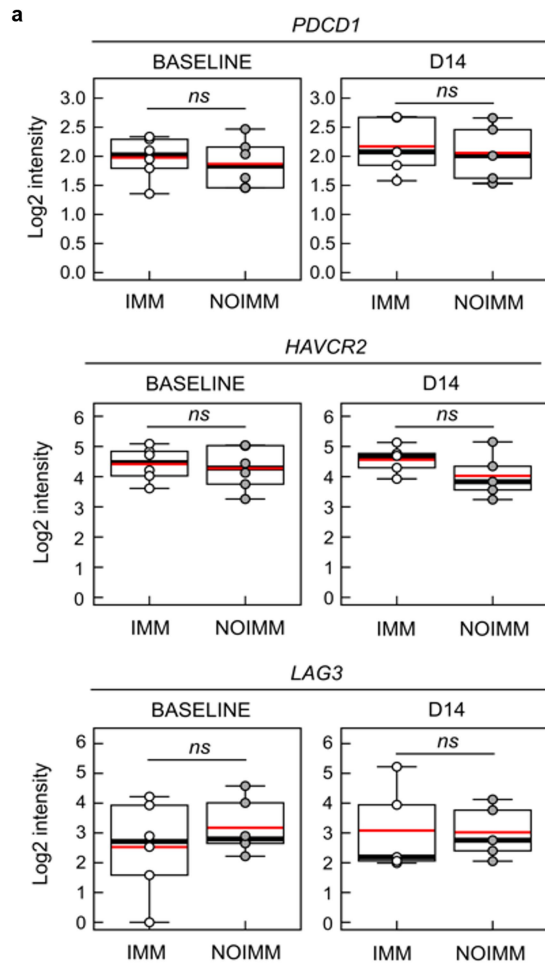 a
PDCD1
BASELINE D14
ns ns
Log2 intensity
3.0 3.0
2.5 2.5
2.0 2.0
1.5 1.5
1.0 1.0
0.5 0.5
0.0 0.0
IMM NOIMM IMM NOIMM
HAVCR2
BASELINE D14
ns ns
Log2 intensity
6 6
5 5
4 4
3 3
2 2
1 1
0 0
IMM NOIMM IMM NOIMM
LAG3
BASELINE D14
ns ns
Log2 intensity
6 6
5 5
4 4
3 3
2 2
1 1
0 0
IMM NOIMM IMM NOIMM